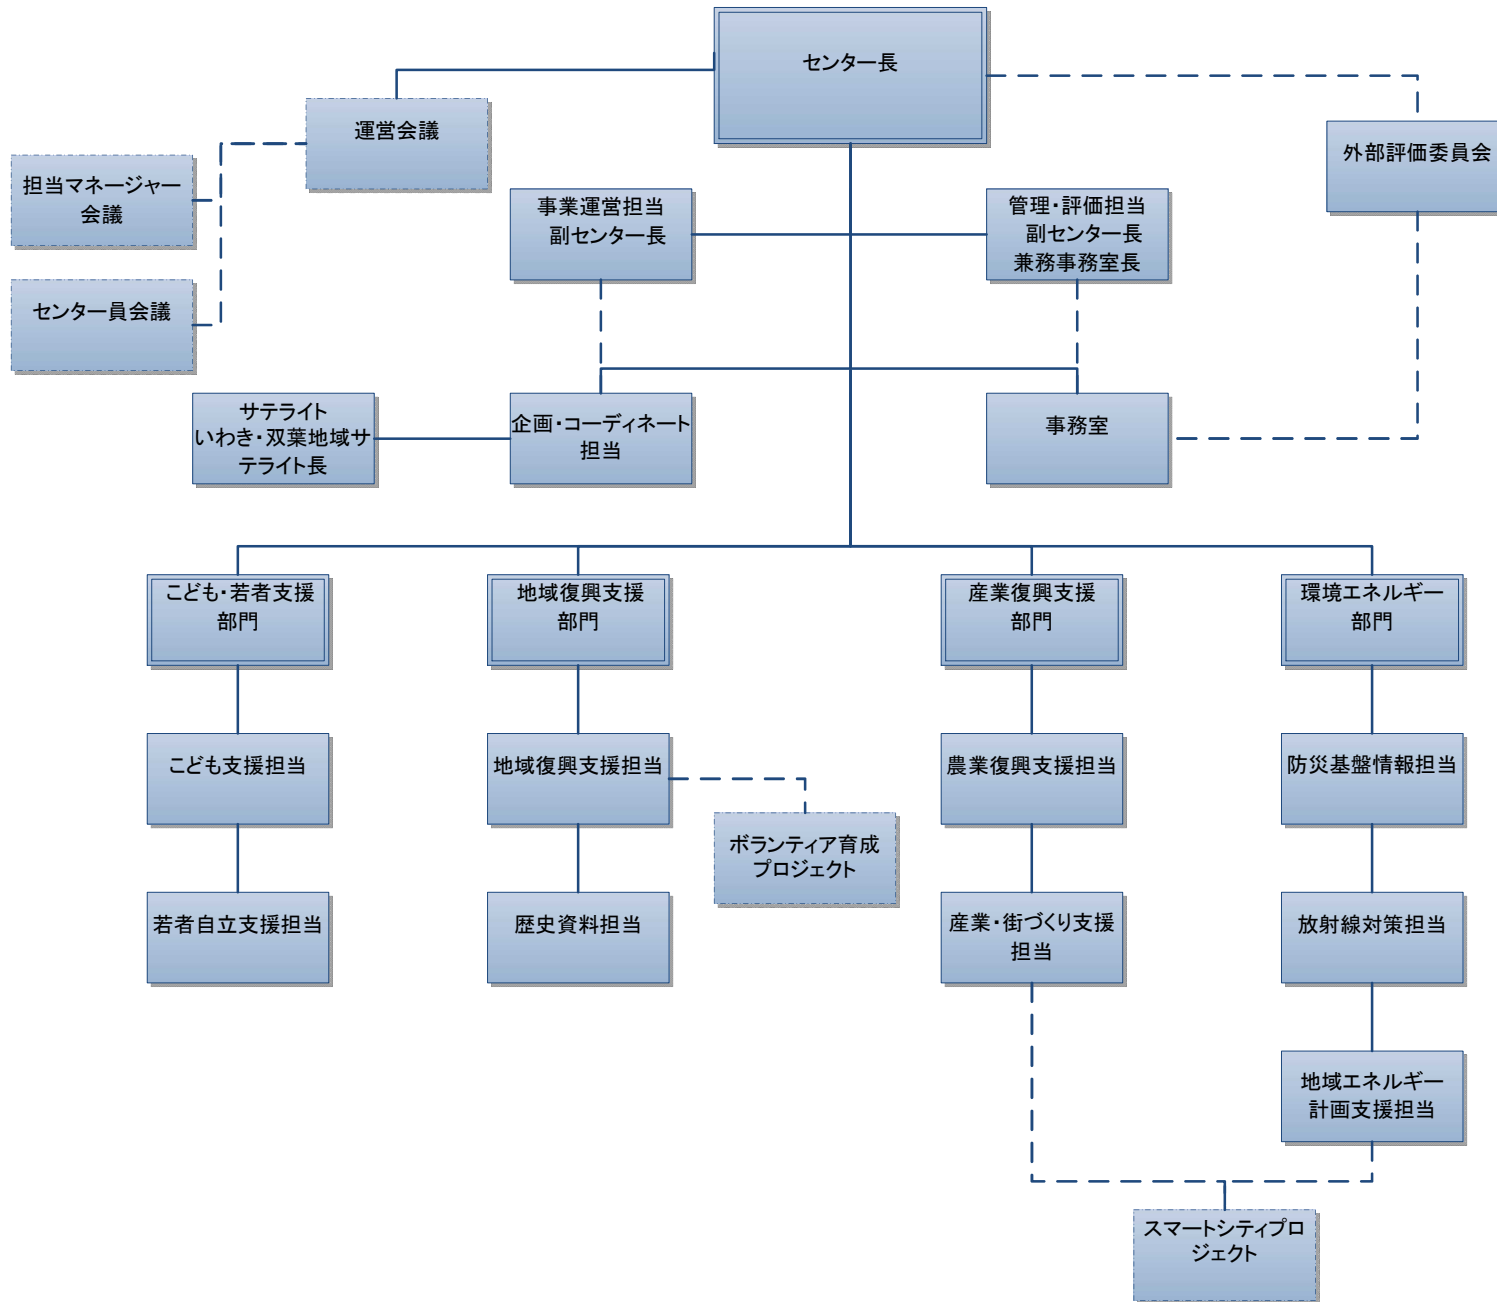 センター長
運営会議
外部評価委員会
担当マネージャー
会議
事業運営担当
副センター長
管理・評価担当
副センター長
兼務事務室長
センター員会議
サテライト
いわき・双葉地域サ
テライト長
企画・コーディネート
担当
事務室
こども・若者支援
部門
地域復興支援
部門
産業復興支援
部門
環境エネルギー
部門
こども支援担当
地域復興支援担当
農業復興支援担当
防災基盤情報担当
ボランティア育成
プロジェクト
若者自立支援担当
歴史資料担当
産業・街づくり支援
担当
放射線対策担当
地域エネルギー
計画支援担当
スマートシティプロ
ジェクト